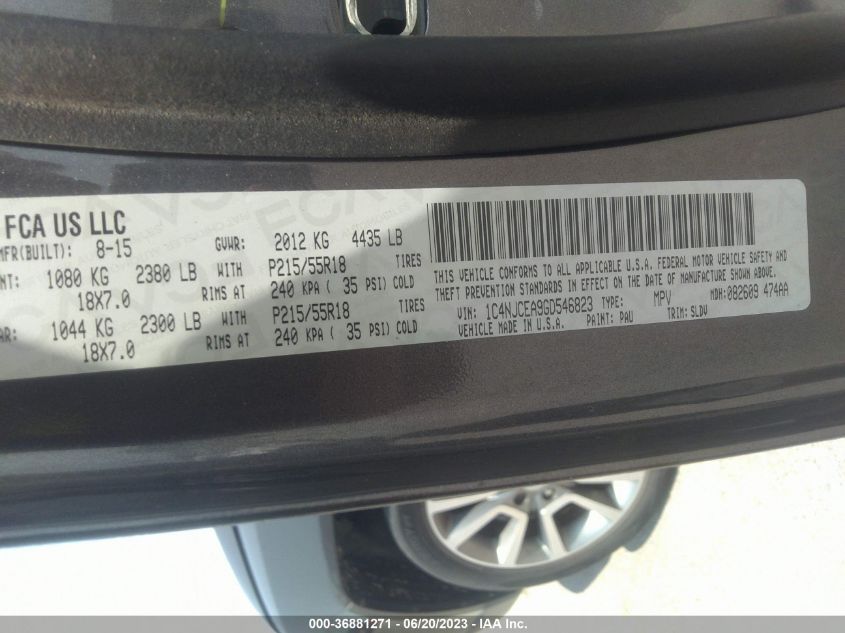 FCA US LLC
MFR(BUILT): 8-15 GVWR: 2012 KG 4435 LB
NT: 1080 KG 2380 LB WITH P215/55R18 TIRES
18X7.0 RIMS AT 240 KPA ( 35 PSI) COLD
AR: 1044 KG 2300 LB WITH P215/55R18 TIRES
18X7.0 RIMS AT 240 KPA ( 35 PSI) COLD
THIS VEHICLE CONFORMS TO ALL APPLICABLE U.S.A. FEDERAL MOTOR VEHICLE SAFETY AND
THEFT PREVENTION STANDARDS IN EFFECT ON THE DATE OF MANUFACTURE SHOWN ABOVE.
VIN: 1C4NJCEA9GD546823 TYPE: MPV MDH: 082609 474AA
VEHICLE MADE IN U.S.A. PAINT: PAU TRIM: SLDV
000-36881271 - 06/20/2023 - IAA Inc.